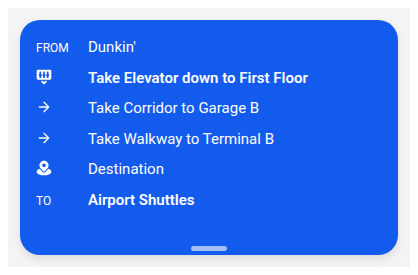 FROM Dunkin'
Take Elevator down to First Floor
Take Corridor to Garage B
Take Walkway to Terminal B
Destination
TO Airport Shuttles